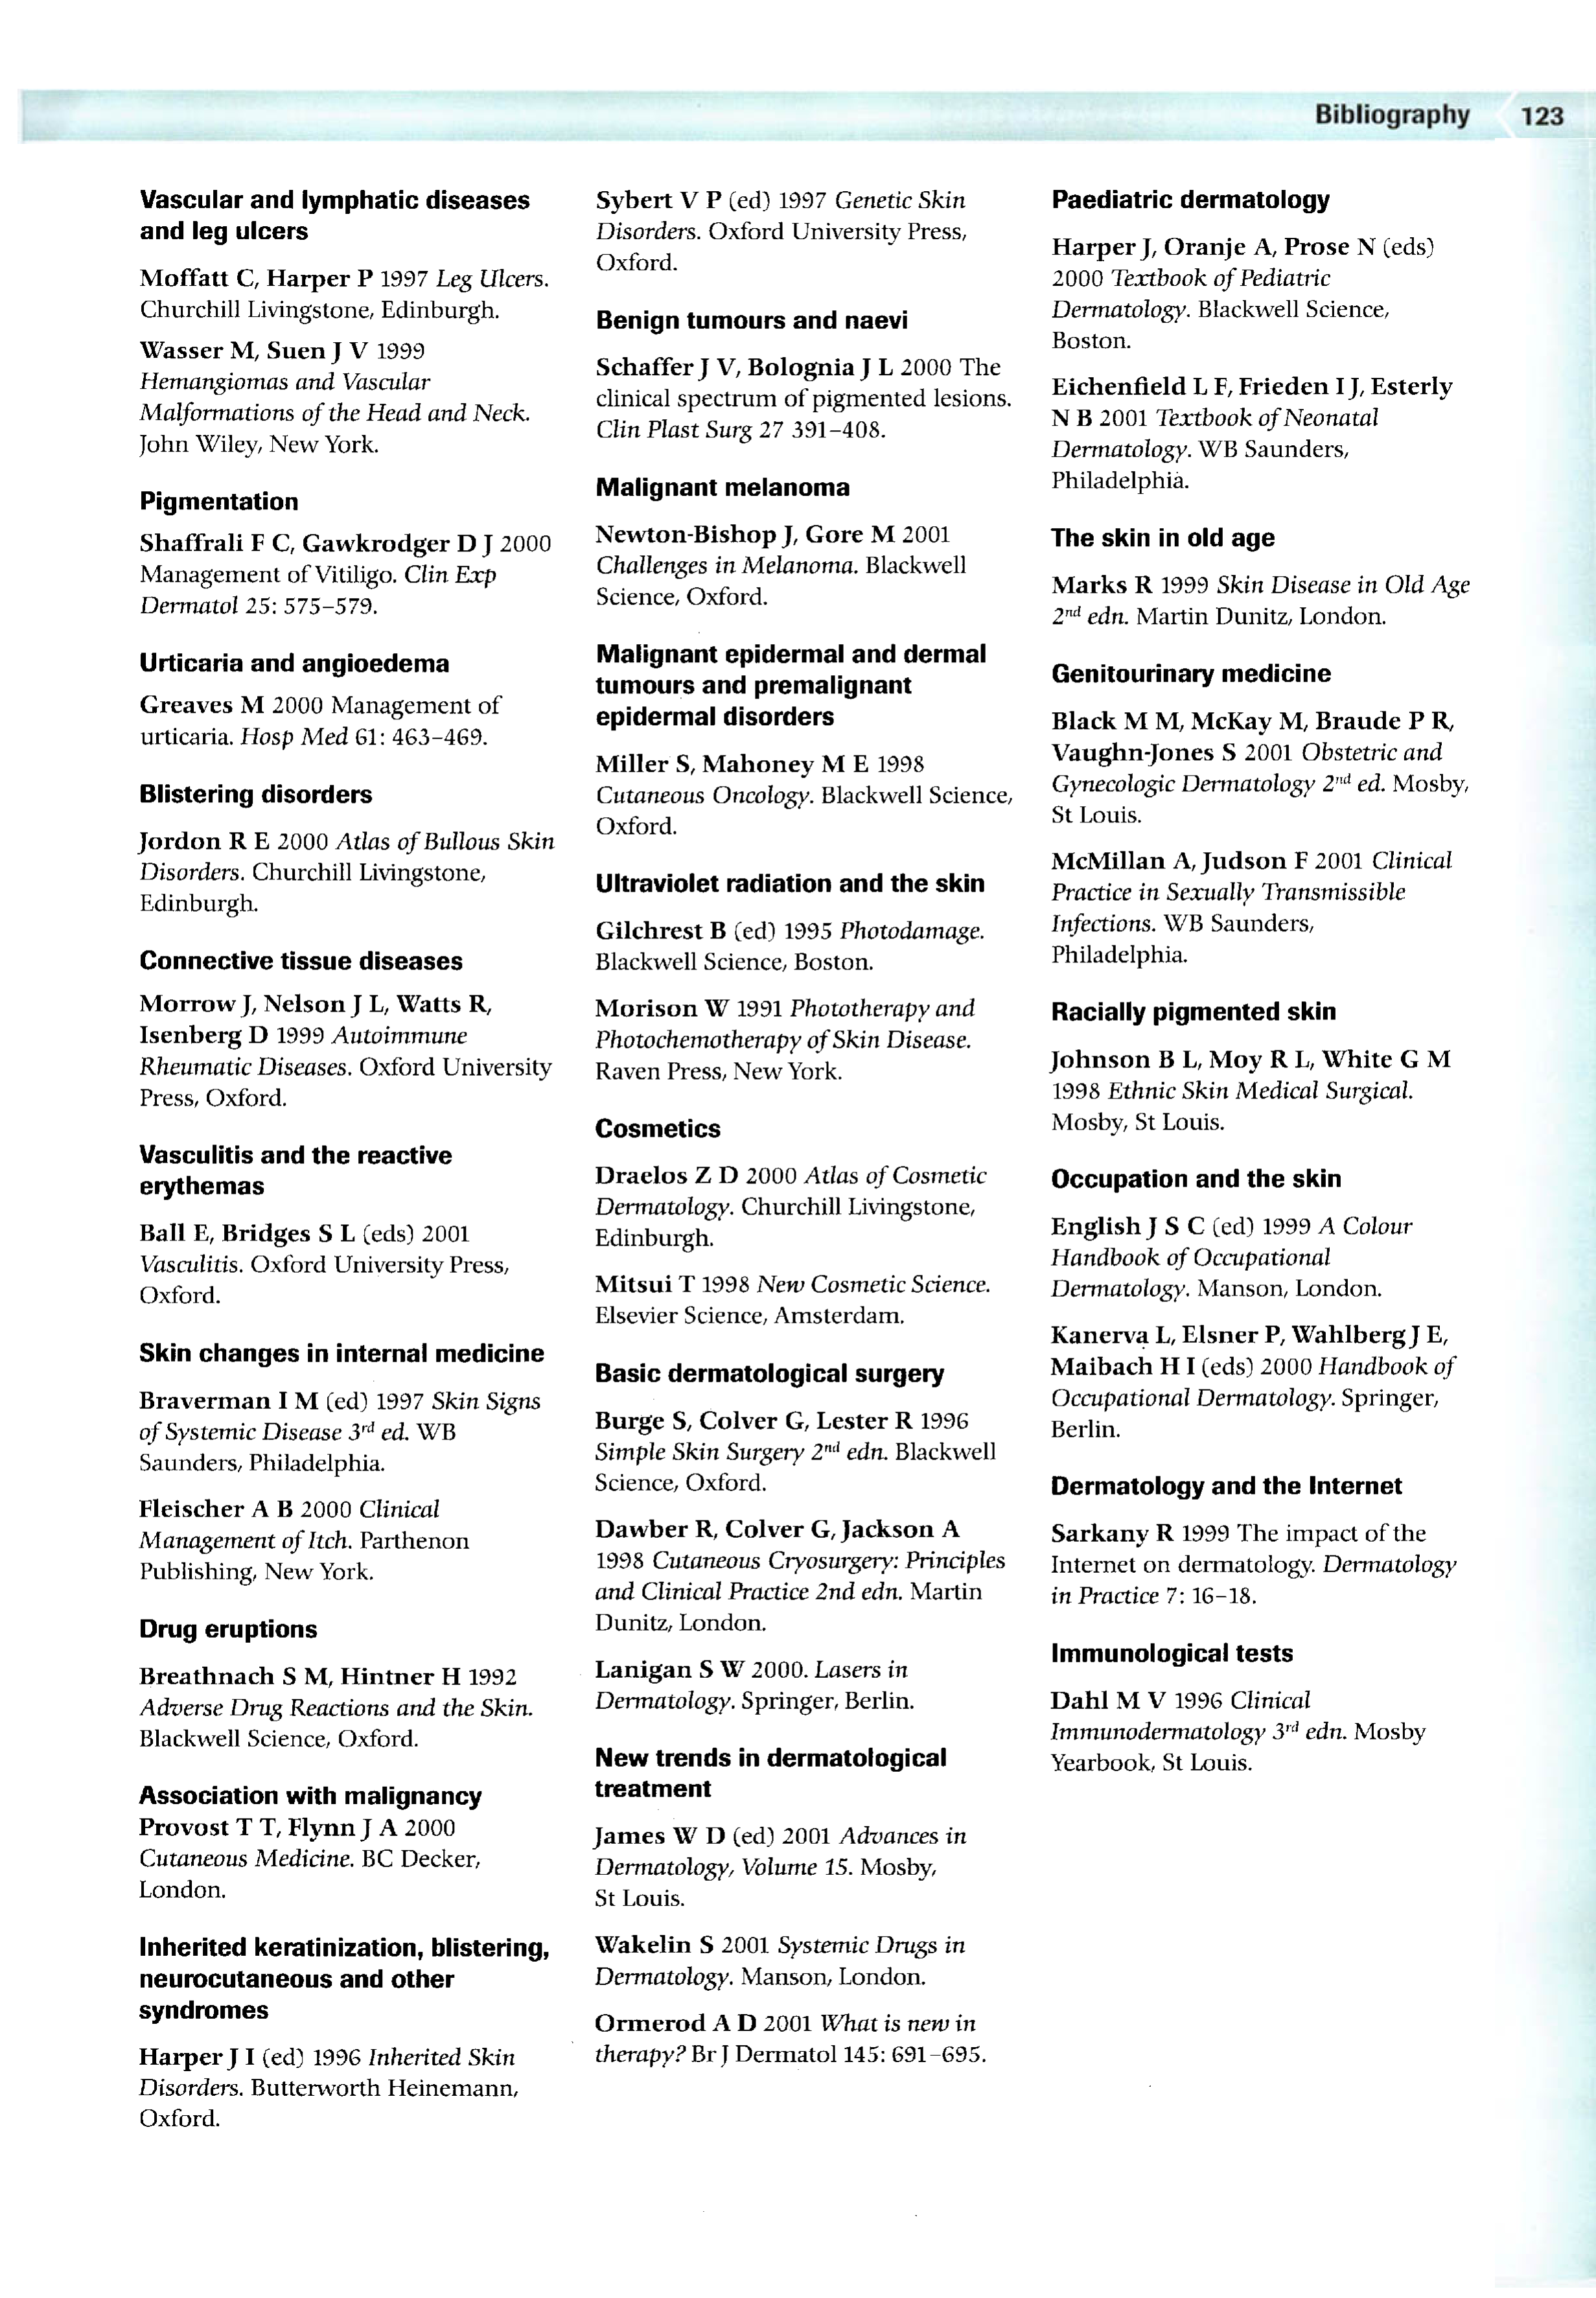 Bibliography 123
Vascular and lymphatic diseases
and leg ulcers
Moffatt C, Harper P 1997 Leg Ulcers.
Churchill Livingstone, Edinburgh.
Wasser M, Suen J V 1999
Hemangiomas and Vascular
Malformations of the Head and Neck.
John Wiley, New York.
Pigmentation
Shaffrali F C, Gawkrodger D J 2000
Management of Vitiligo. Clin Exp
Dermatol 25: 575–579.
Urticaria and angioedema
Greaves M 2000 Management of
urticaria. Hosp Med 61: 463–469.
Blistering disorders
Jordon R E 2000 Atlas of Bullous Skin
Disorders. Churchill Livingstone,
Edinburgh.
Connective tissue diseases
Morrow J, Nelson J L, Watts R,
Isenberg D 1999 Autoimmune
Rheumatic Diseases. Oxford University
Press, Oxford.
Vasculitis and the reactive
erythemas
Ball E, Bridges S L (eds) 2001
Vasculitis. Oxford University Press,
Oxford.
Skin changes in internal medicine
Braverman I M (ed) 1997 Skin Signs
of Systemic Disease 3rd ed. WB
Saunders, Philadelphia.
Fleischer A B 2000 Clinical
Management of Itch. Parthenon
Publishing, New York.
Drug eruptions
Breathnach S M, Hintner H 1992
Adverse Drug Reactions and the Skin.
Blackwell Science, Oxford.
Association with malignancy
Provost T T, Flynn J A 2000
Cutaneous Medicine. BC Decker,
London.
Inherited keratinization, blistering,
neurocutaneous and other
syndromes
Harper J I (ed) 1996 Inherited Skin
Disorders. Butterworth Heinemann,
Oxford.
Sybert V P (ed) 1997 Genetic Skin
Disorders. Oxford University Press,
Oxford.
Benign tumours and naevi
Schaffer J V, Bolognia J L 2000 The
clinical spectrum of pigmented lesions.
Clin Plast Surg 27 391–408.
Malignant melanoma
Newton-Bishop J, Gore M 2001
Challenges in Melanoma. Blackwell
Science, Oxford.
Malignant epidermal and dermal
tumours and premalignant
epidermal disorders
Miller S, Mahoney M E 1998
Cutaneous Oncology. Blackwell Science,
Oxford.
Ultraviolet radiation and the skin
Gilchrest B (ed) 1995 Photodamage.
Blackwell Science, Boston.
Morison W 1991 Phototherapy and
Photochemotherapy of Skin Disease.
Raven Press, New York.
Cosmetics
Draelos Z D 2000 Atlas of Cosmetic
Dermatology. Churchill Livingstone,
Edinburgh.
Mitsui T 1998 New Cosmetic Science.
Elsevier Science, Amsterdam.
Basic dermatological surgery
Burge S, Colver G, Lester R 1996
Simple Skin Surgery 2nd edn. Blackwell
Science, Oxford.
Dawber R, Colver G, Jackson A
1998 Cutaneous Cryosurgery: Principles
and Clinical Practice 2nd edn. Martin
Dunitz, London.
Lanigan S W 2000. Lasers in
Dermatology. Springer, Berlin.
New trends in dermatological
treatment
James W D (ed) 2001 Advances in
Dermatology, Volume 15. Mosby,
St Louis.
Wakelin S 2001 Systemic Drugs in
Dermatology. Manson, London.
Ormerod A D 2001 What is new in
therapy? Br J Dermatol 145: 691–695.
Paediatric dermatology
Harper J, Oranje A, Prose N (eds)
2000 Textbook of Pediatric
Dermatology. Blackwell Science,
Boston.
Eichenfield L F, Frieden I J, Esterly
N B 2001 Textbook of Neonatal
Dermatology. WB Saunders,
Philadelphia.
The skin in old age
Marks R 1999 Skin Disease in Old Age
2nd edn. Martin Dunitz, London.
Genitourinary medicine
Black M M, McKay M, Braude P R,
Vaughn-Jones S 2001 Obstetric and
Gynecologic Dermatology 2nd ed. Mosby,
St Louis.
McMillan A, Judson F 2001 Clinical
Practice in Sexually Transmissible
Infections. WB Saunders,
Philadelphia.
Racially pigmented skin
Johnson B L, Moy R L, White G M
1998 Ethnic Skin Medical Surgical.
Mosby, St Louis.
Occupation and the skin
English J S C (ed) 1999 A Colour
Handbook of Occupational
Dermatology. Manson, London.
Kanerva L, Elsner P, Wahlberg J E,
Maibach H I (eds) 2000 Handbook of
Occupational Dermatology. Springer,
Berlin.
Dermatology and the Internet
Sarkany R 1999 The impact of the
Internet on dermatology. Dermatology
in Practice 7: 16–18.
Immunological tests
Dahl M V 1996 Clinical
Immunodermatology 3rd edn. Mosby
Yearbook, St Louis.